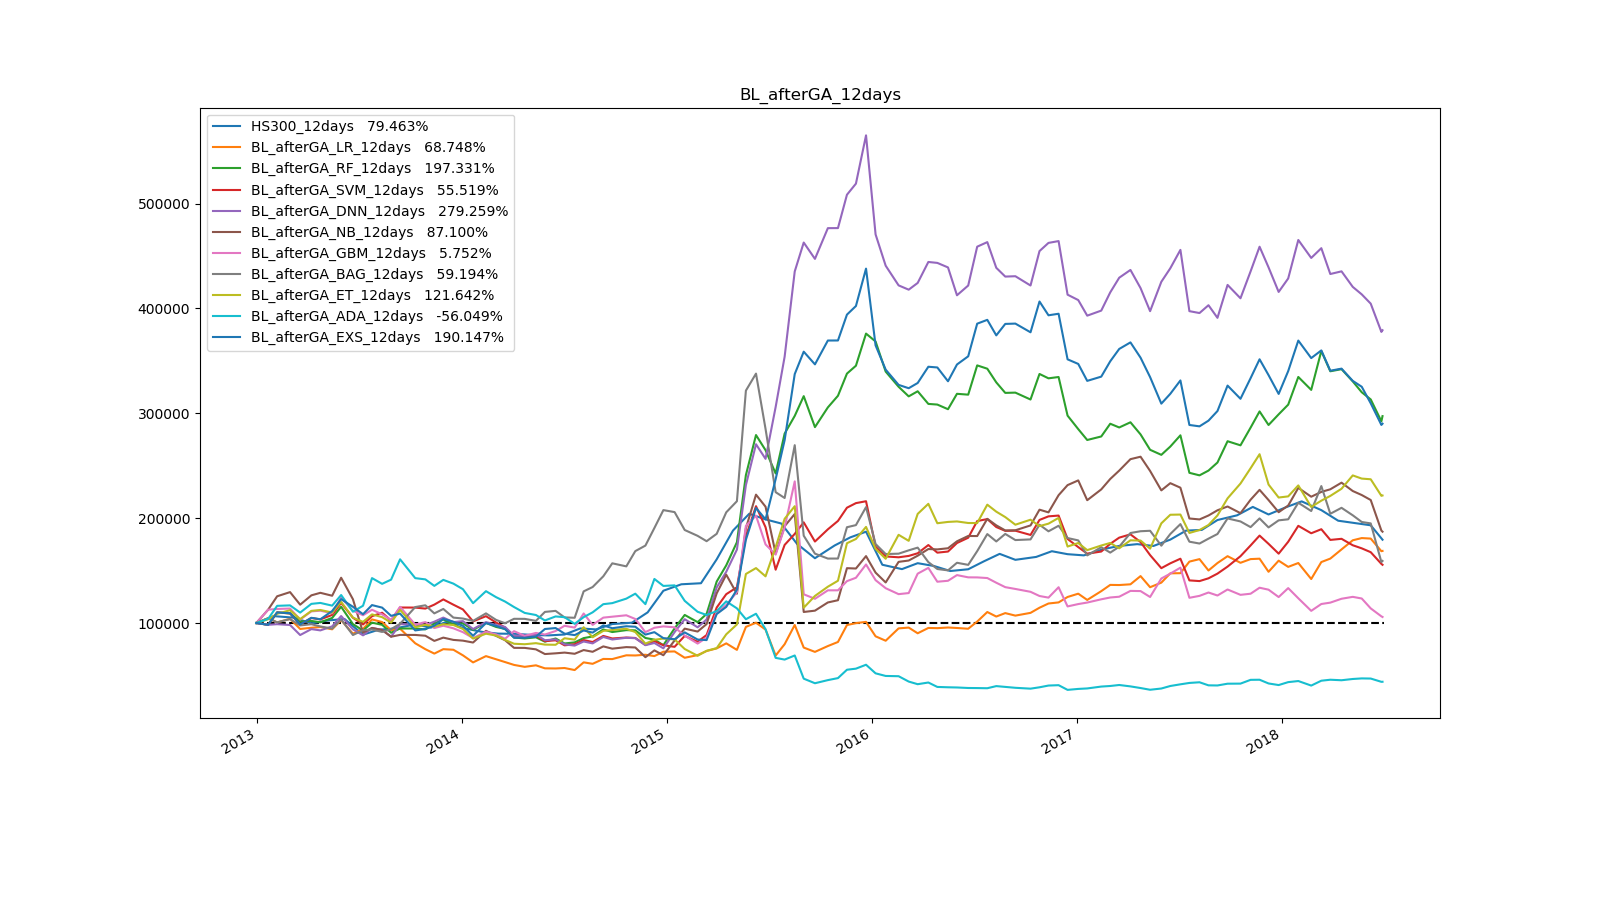 BL_afterGA_12days
HS300_12days 79.463%
BL_afterGA_LR_12days 68.748%
BL_afterGA_RF_12days 197.331%
BL_afterGA_SVM_12days 55.519%
BL_afterGA_DNN_12days 279.259%
BL_afterGA_NB_12days 87.100%
BL_afterGA_GBM_12days 5.752%
BL_afterGA_BAG_12days 59.194%
BL_afterGA_ET_12days 121.642%
BL_afterGA_ADA_12days -56.049%
BL_afterGA_EXS_12days 190.147%
500000
400000
300000
200000
100000
2013 2014 2015 2016 2017 2018